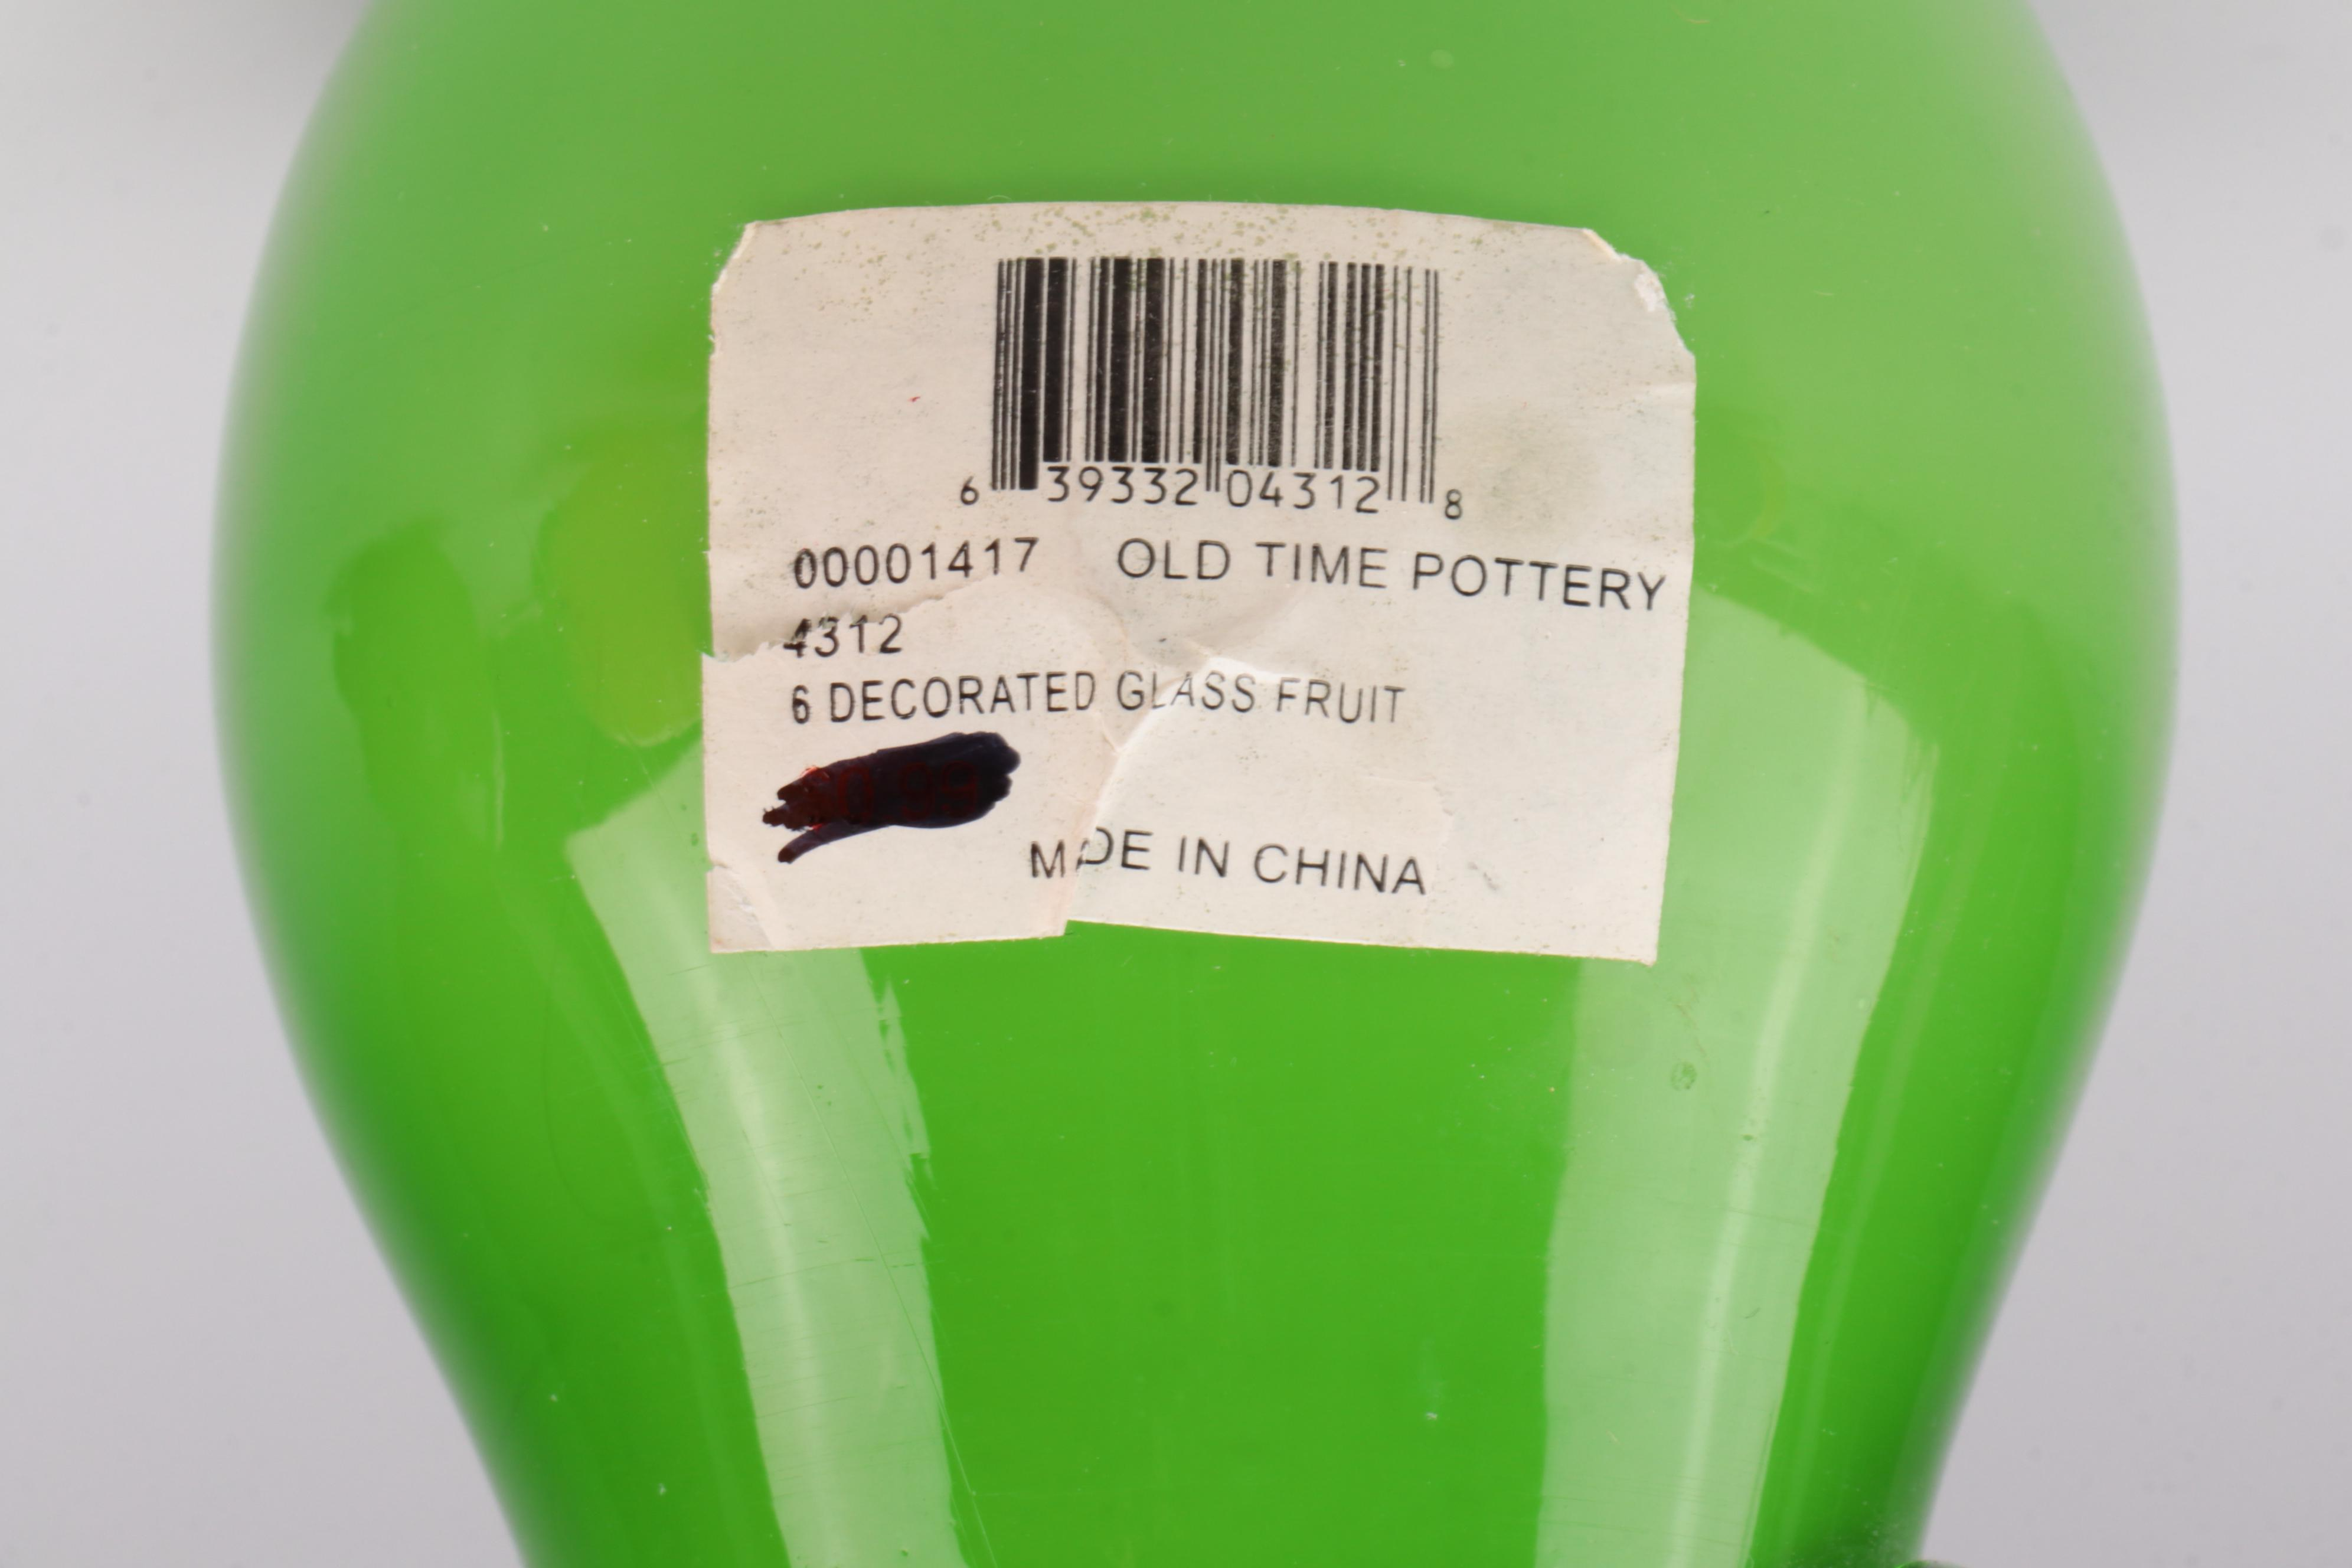 6 39332 04312 8
00001417 OLD TIME POTTERY
4312
6 DECORATED GLASS FRUIT
MADE IN CHINA